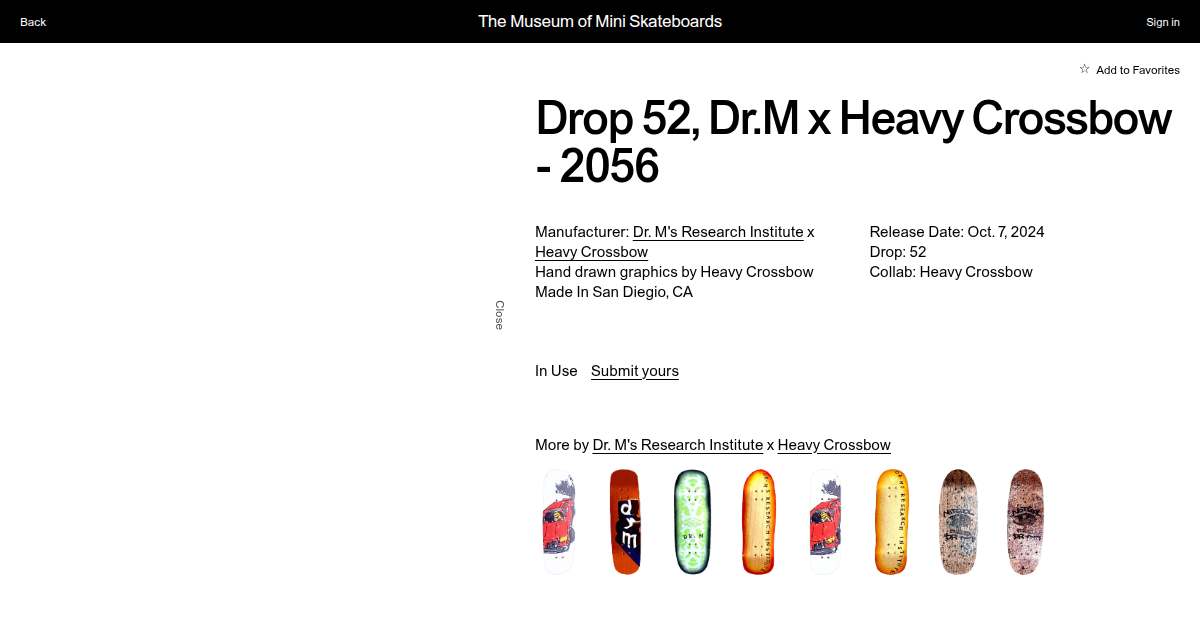 Back
The Museum of Mini Skateboards
Sign in
☆ Add to Favorites
Drop 52, Dr.M x Heavy Crossbow
- 2056
Manufacturer: Dr. M's Research Institute x
Heavy Crossbow
Hand drawn graphics by Heavy Crossbow
Made In San Diegio, CA
Release Date: Oct. 7, 2024
Drop: 52
Collab: Heavy Crossbow
Close
In Use Submit yours
More by Dr. M's Research Institute x Heavy Crossbow
drm
DR. M